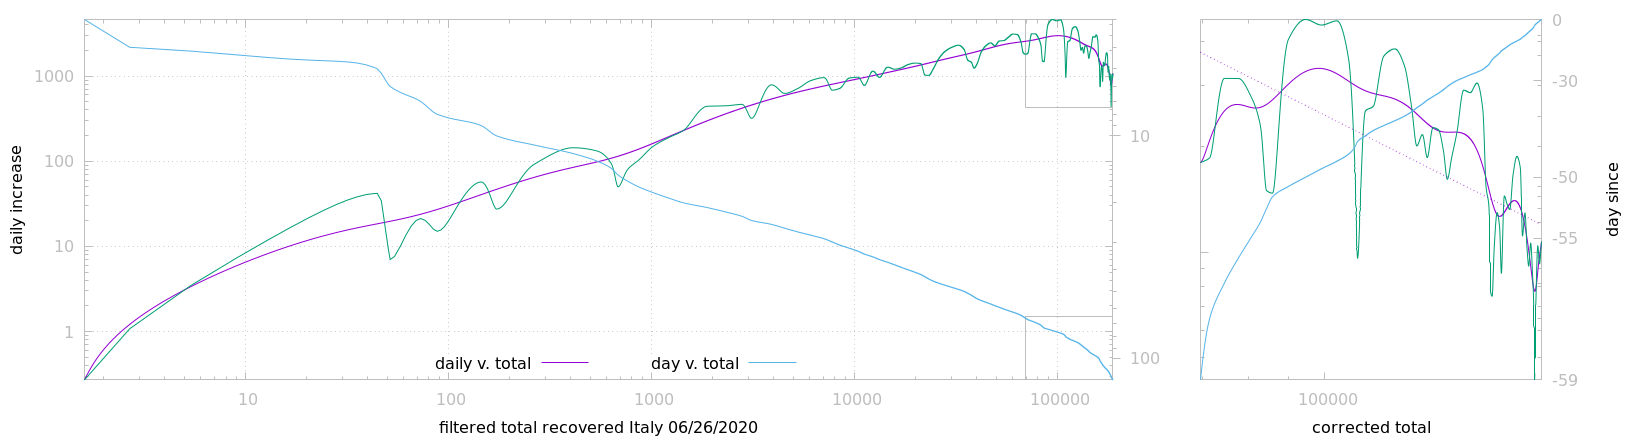 daily increase
1000
100
10
1
10
100
1000
10000
100000
10
100
daily v. total
day v. total
filtered total recovered Italy 06/26/2020
0
-30
-50
-55
-59
day since
100000
corrected total